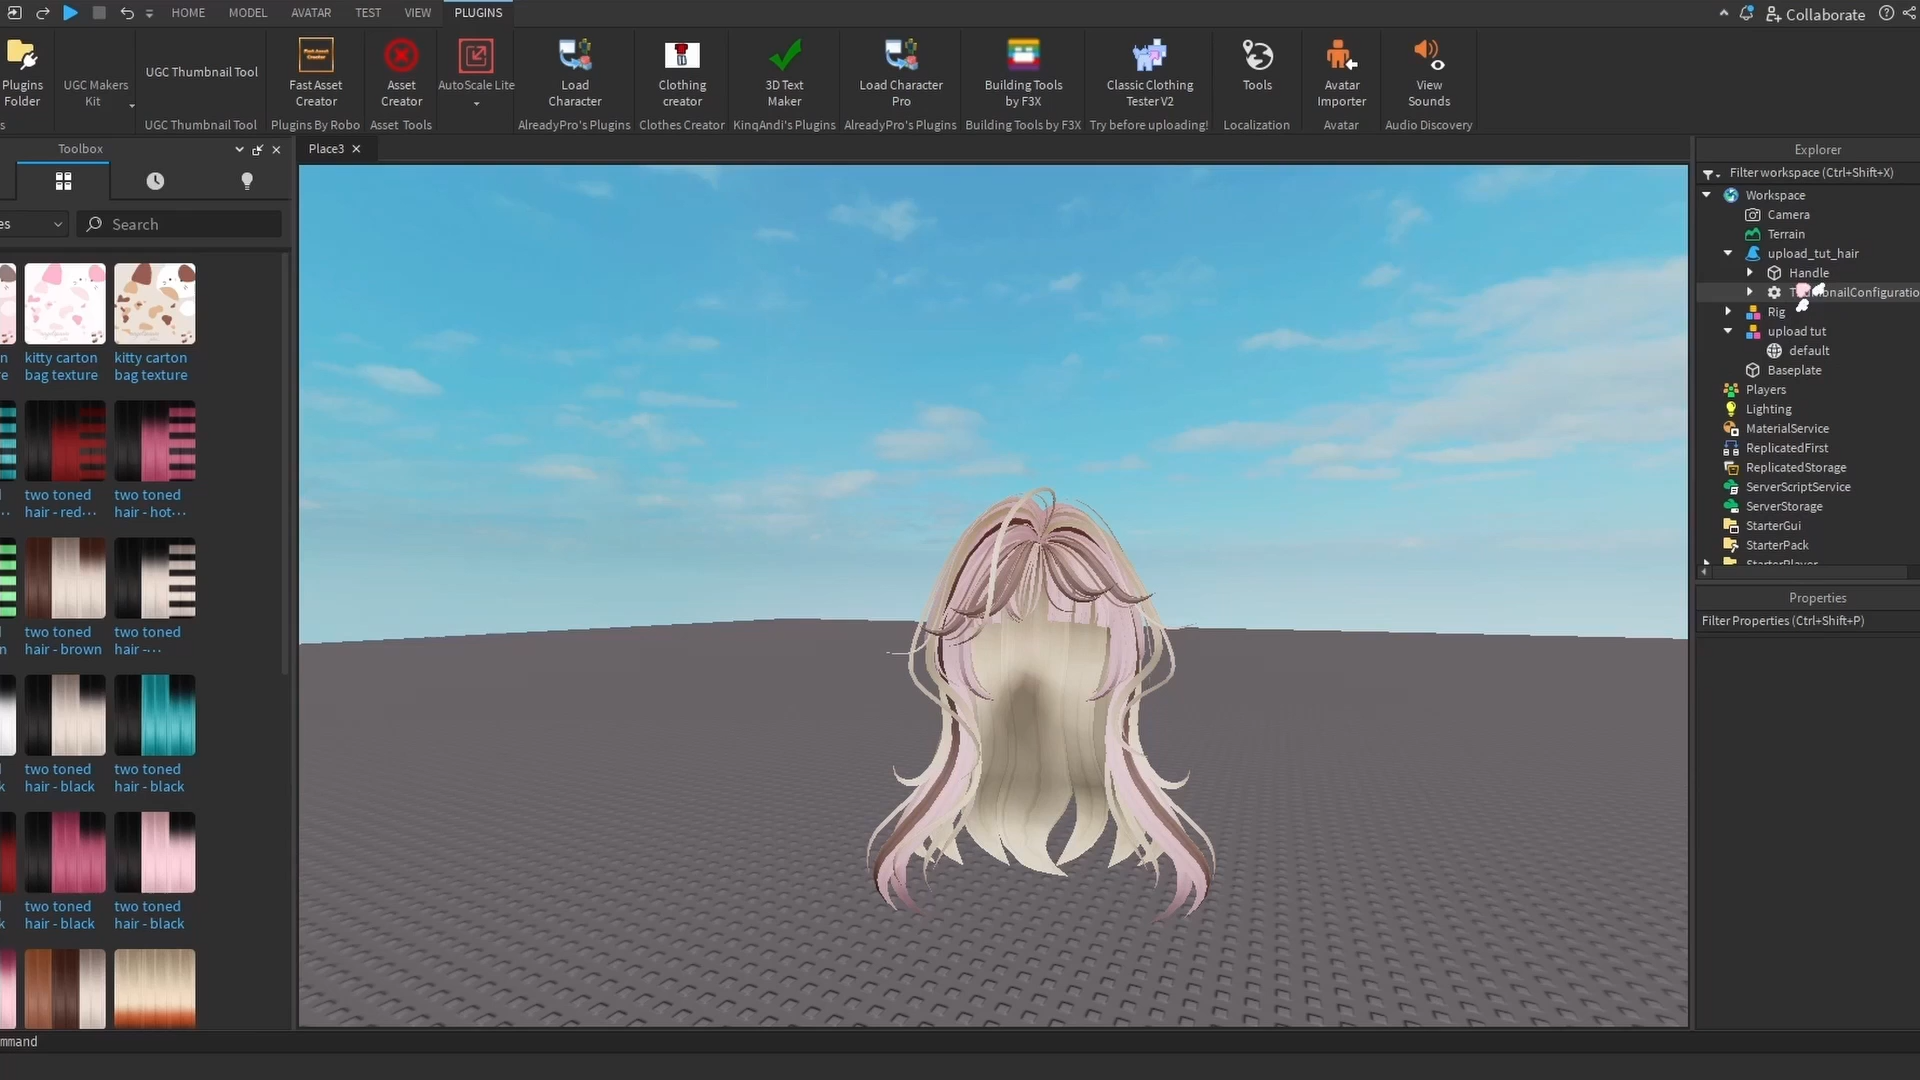 HOME MODEL AVATAR TEST VIEW PLUGINS
Collaborate
Plugins
Folder
UGC Makers
Kit
UGC Thumbnail Tool
Fast Asset
Creator
Asset
Creator
AutoScale Lite
Load
Character
Clothing
creator
3D Text
Maker
Load Character
Pro
Building Tools
by F3X
Classic Clothing
Tester V2
Tools
Avatar
Importer
View
Sounds
s
UGC Thumbnail Tool
Plugins By Robo
Asset Tools
AlreadyPro's Plugins
Clothes Creator
KinqAndi's Plugins
AlreadyPro's Plugins
Building Tools by F3X
Try before uploading!
Localization
Avatar
Audio Discovery
Toolbox
es
Search
kitty carton
bag texture
kitty carton
bag texture
two toned
hair - red···
two toned
hair - hot···
two toned
hair - brown
two toned
hair -···
two toned
hair - black
two toned
hair - black
two toned
hair - black
two toned
hair - black
Place3
Explorer
Filter workspace (Ctrl+Shift+X)
Workspace
Camera
Terrain
upload_tut_hair
Handle
Rig
upload tut
default
Baseplate
Players
Lighting
MaterialService
ReplicatedFirst
ReplicatedStorage
ServerScriptService
ServerStorage
StarterGui
StarterPack
StarterPlayer
Properties
Filter Properties (Ctrl+Shift+P)
mmand